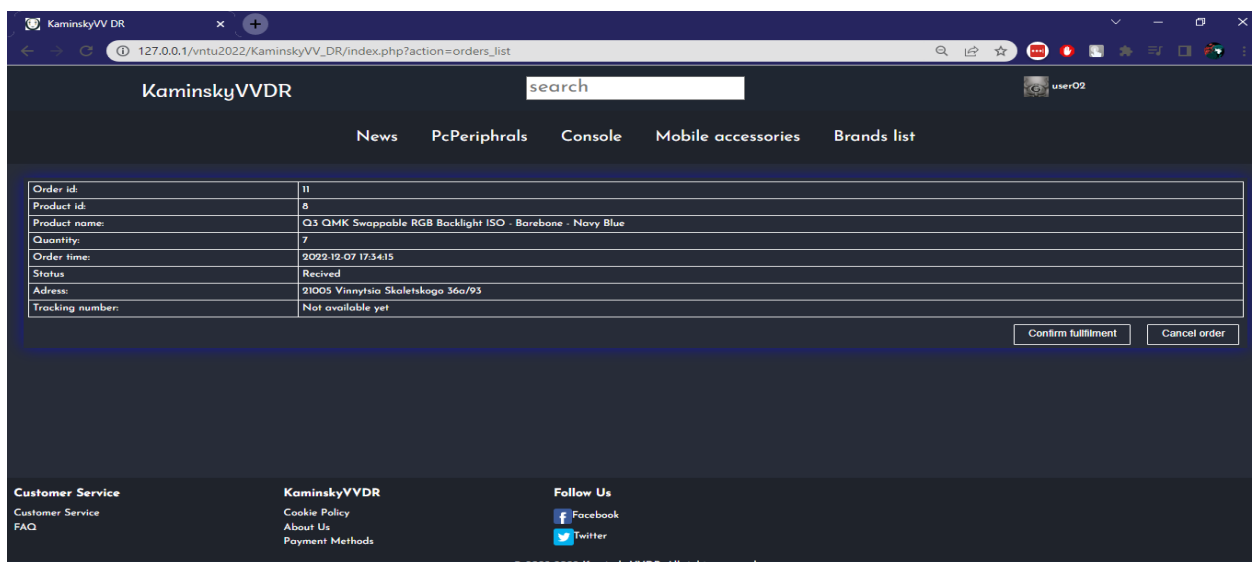 KaminskyVV DR
127.0.0.1/vntu2022/KaminskyVV_DR/index.php?action=orders_list
KaminskyVVDR search user02
News PcPeriphrals Console Mobile accessories Brands list
Order id: 11
Product id: 8
Product name: Q3 QMK Swappable RGB Backlight ISO - Barebone - Navy Blue
Quantity: 7
Order time: 2022-12-07 17:34:15
Status Recived
Adress: 21005 Vinnytsia Skaletskogo 36a/93
Tracking number: Not available yet
Confirm fullfilment Cancel order
Customer Service KaminskyVVDR Follow Us
Customer Service Cookie Policy Facebook
FAQ About Us Twitter
Payment Methods